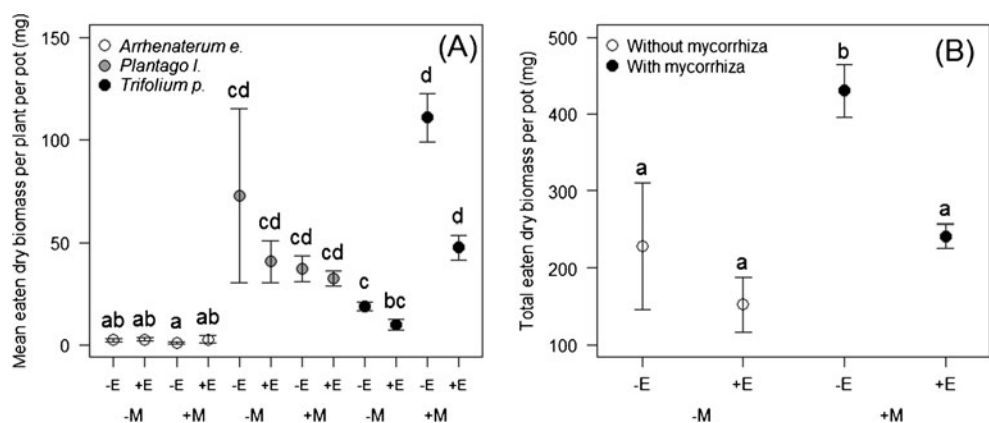 Mean eaten dry biomass per plant per pot (mg)
150
100
50
0
Arrhenaterum e.
Plantago l.
Trifolium p.
(A)
ab
ab
a
ab
cd
cd
cd
cd
c
bc
d
d
-E
+E
-E
+E
-E
+E
-E
+E
-E
+E
-E
+E
-M
+M
-M
+M
-M
+M
Total eaten dry biomass per pot (mg)
500
400
300
200
100
Without mycorrhiza
With mycorrhiza
(B)
a
a
b
a
-E
+E
-E
+E
-M
+M